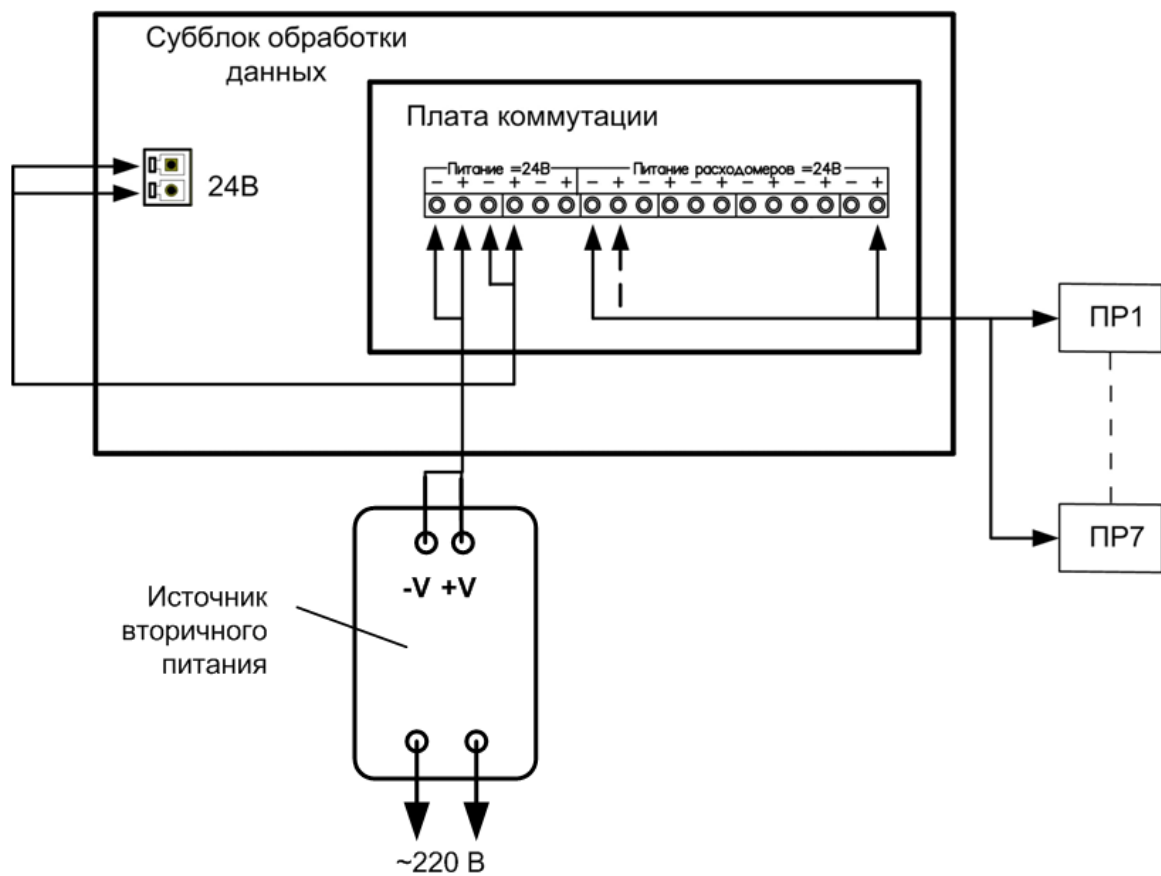 Субблок обработки
данных
Плата коммутации
Питание =24В Питание расходомеров =24В
− + − + − + − + − + − + − + − + − +
24В
ПР1
ПР7
-V +V
Источник
вторичного
питания
~220 В